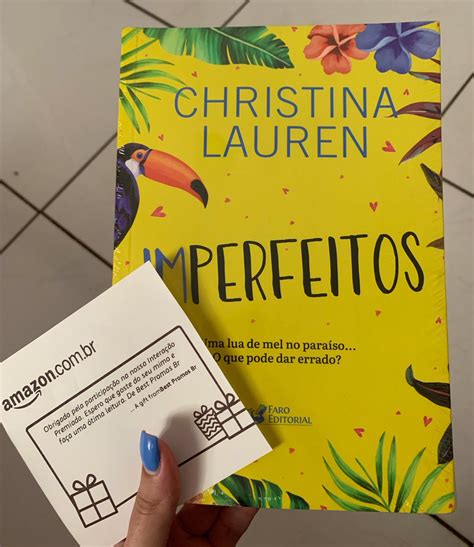 CHRISTINA
LAUREN
IMPERFEITOS
Uma lua de mel no paraíso...
O que pode dar errado?
FARO
EDITORIAL
amazon.com.br
Obrigado pela participação na nossa Interação
Premiada. Espero que goste do seu mimo e
faça uma ótima leitura. De Best Promos Br
... A gift from Best Promos Br